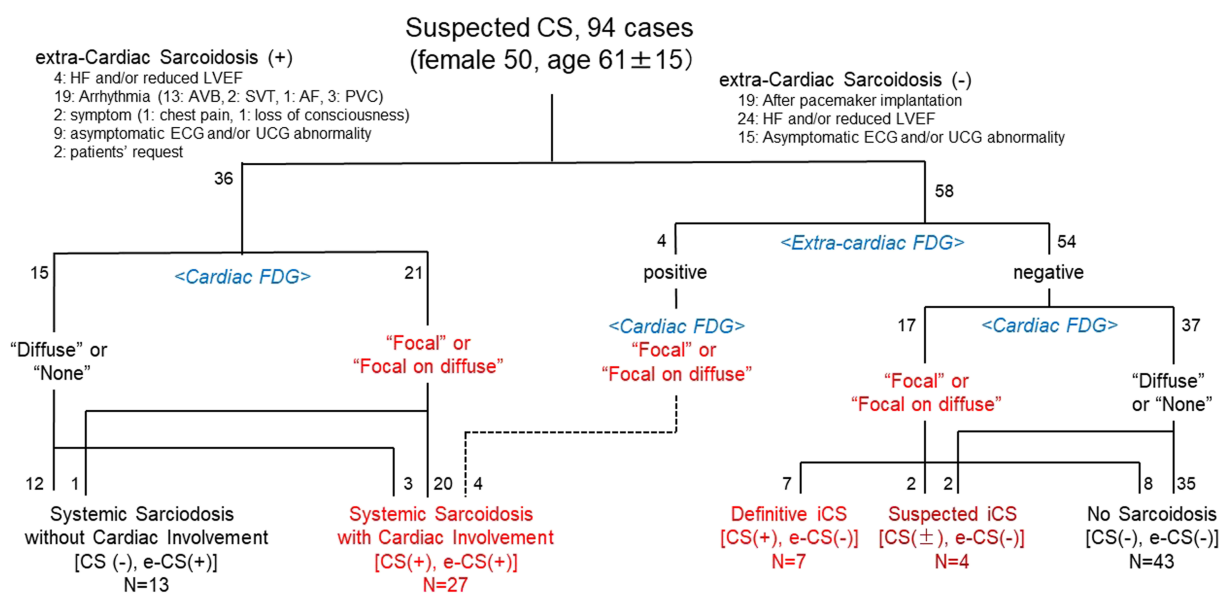 Suspected CS, 94 cases
(female 50, age 61±15)
extra-Cardiac Sarcoidosis (+)
4: HF and/or reduced LVEF
19: Arrhythmia (13: AVB, 2: SVT, 1: AF, 3: PVC)
2: symptom (1: chest pain, 1: loss of consciousness)
9: asymptomatic ECG and/or UCG abnormality
2: patients' request
extra-Cardiac Sarcoidosis (-)
19: After pacemaker implantation
24: HF and/or reduced LVEF
15: Asymptomatic ECG and/or UCG abnormality
36
58
15
<Cardiac FDG>
21
4
<Extra-cardiac FDG>
54
positive
negative
“Diffuse” or
“None”
“Focal” or
“Focal on diffuse”
<Cardiac FDG>
“Focal” or
“Focal on diffuse”
17
<Cardiac FDG>
37
“Focal” or
“Focal on diffuse”
“Diffuse”
or “None”
12
1
3
20
4
7
2
2
8
35
Systemic Sarciodosis
without Cardiac Involvement
[CS (-), e-CS(+)]
N=13
Systemic Sarcoidosis
with Cardiac Involvement
[CS(+), e-CS(+)]
N=27
Definitive iCS
[CS(+), e-CS(-)]
N=7
Suspected iCS
[CS(±), e-CS(-)]
N=4
No Sarcoidosis
[CS(-), e-CS(-)]
N=43